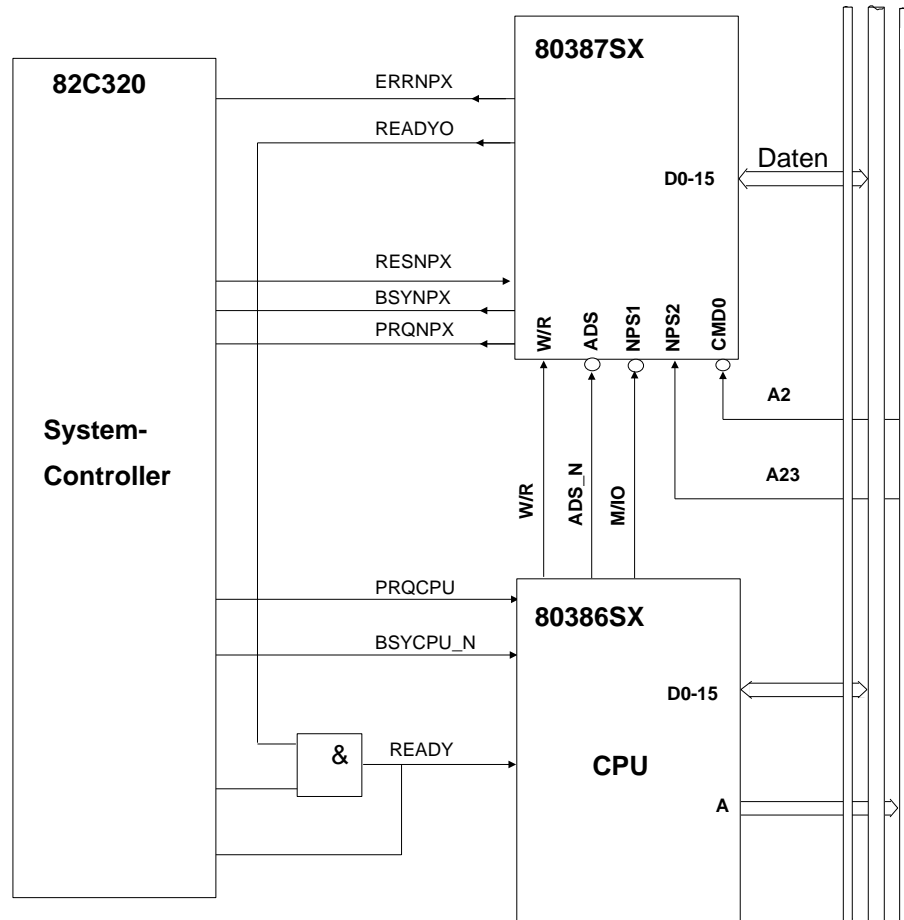 80387SX
82C320
ERRNPX
READYO
Daten
D0-15
RESNPX
BSYNPX
PRQNPX
W/R
ADS
NPS1
NPS2
CMD0
A2
System-
Controller
A23
W/R
ADS_N
M/IO
PRQCPU
80386SX
BSYCPU_N
D0-15
&
READY
CPU
A